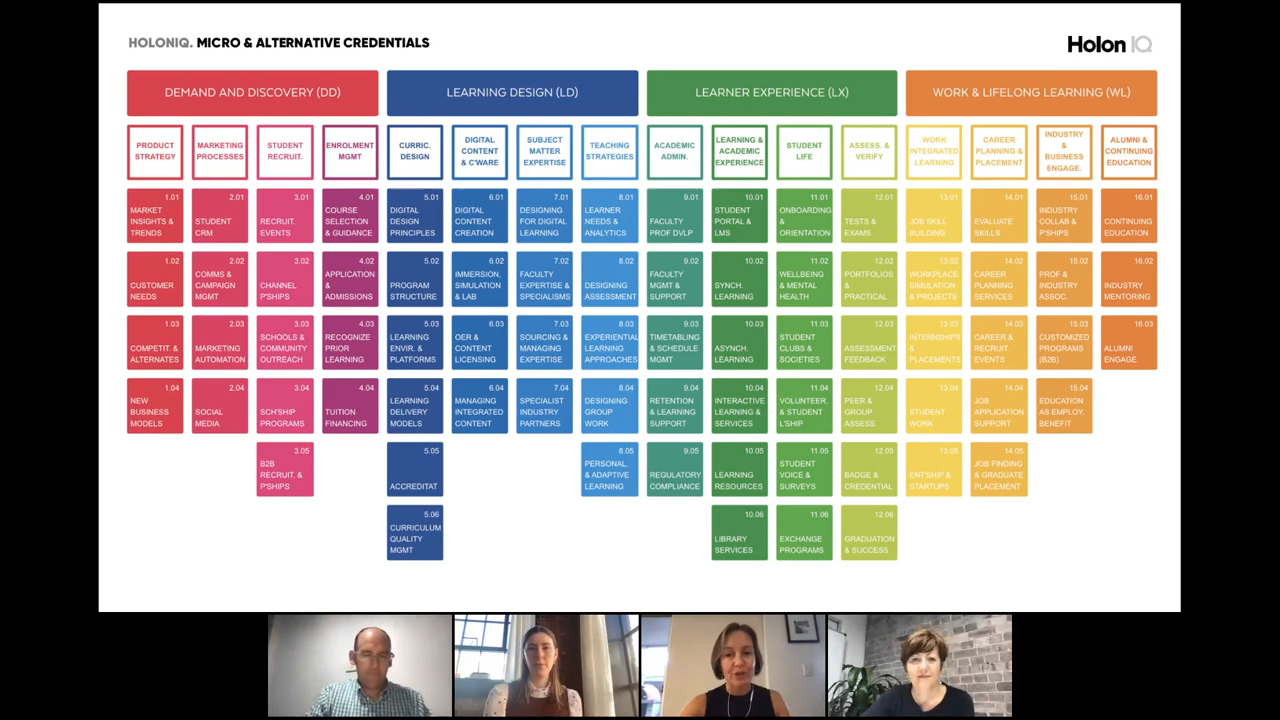 HOLONIQ. MICRO & ALTERNATIVE CREDENTIALS
Holon IQ
DEMAND AND DISCOVERY (DD)
LEARNING DESIGN (LD)
LEARNER EXPERIENCE (LX)
WORK & LIFELONG LEARNING (WL)
PRODUCT
STRATEGY
MARKETING
PROCESSES
STUDENT
RECRUIT.
ENROLMENT
MGMT
CURRIC.
DESIGN
DIGITAL
CONTENT
& C'WARE
SUBJECT
MATTER
EXPERTISE
TEACHING
STRATEGIES
ACADEMIC
ADMIN.
LEARNING &
ACADEMIC
EXPERIENCE
STUDENT
LIFE
ASSESS. &
VERIFY
WORK
INTEGRATED
LEARNING
CAREER
PLANNING &
PLACEMENT
INDUSTRY
&
BUSINESS
ENGAGE.
ALUMNI &
CONTINUING
EDUCATION
1.01
MARKET
INSIGHTS &
TRENDS
2.01
STUDENT
CRM
3.01
RECRUIT.
EVENTS
4.01
COURSE
SELECTION
& GUIDANCE
5.01
DIGITAL
DESIGN
PRINCIPLES
6.01
DIGITAL
CONTENT
CREATION
7.01
DESIGNING
FOR DIGITAL
LEARNING
8.01
LEARNER
NEEDS &
ANALYTICS
9.01
FACULTY
PROF DVLP
10.01
STUDENT
PORTAL &
LMS
11.01
ONBOARDING
&
ORIENTATION
12.01
TESTS &
EXAMS
13.01
JOB SKILL
BUILDING
14.01
EVALUATE
SKILLS
15.01
INDUSTRY
COLLAB &
P'SHIPS
16.01
CONTINUING
EDUCATION
1.02
CUSTOMER
NEEDS
2.02
COMMS &
CAMPAIGN
MGMT
3.02
CHANNEL
P'SHIPS
4.02
APPLICATION
&
ADMISSIONS
5.02
PROGRAM
STRUCTURE
6.02
IMMERSION,
SIMULATION
& LAB
7.02
FACULTY
EXPERTISE &
SPECIALISMS
8.02
DESIGNING
ASSESSMENT
9.02
FACULTY
MGMT &
SUPPORT
10.02
SYNCH.
LEARNING
11.02
WELLBEING
& MENTAL
HEALTH
12.02
PORTFOLIOS
&
PRACTICAL
13.02
WORKPLACE
SIMULATION
& PROJECTS
14.02
CAREER
PLANNING
SERVICES
15.02
PROF &
INDUSTRY
ASSOC.
16.02
INDUSTRY
MENTORING
1.03
COMPETIT. &
ALTERNATES
2.03
MARKETING
AUTOMATION
3.03
SCHOOLS &
COMMUNITY
OUTREACH
4.03
RECOGNIZE
PRIOR
LEARNING
5.03
LEARNING
ENVIR. &
PLATFORMS
6.03
OER &
CONTENT
LICENSING
7.03
SOURCING &
MANAGING
EXPERTISE
8.03
EXPERIENTIAL
LEARNING
APPROACHES
9.03
TIMETABLING
& SCHEDULE
MGMT
10.03
ASYNCH.
LEARNING
11.03
STUDENT
CLUBS &
SOCIETIES
12.03
ASSESSMENT
FEEDBACK
13.03
INTERNSHIPS
&
PLACEMENTS
14.03
CAREER &
RECRUIT.
EVENTS
15.03
CUSTOMIZED
PROGRAMS
(B2B)
16.03
ALUMNI
ENGAGE.
1.04
NEW
BUSINESS
MODELS
2.04
SOCIAL
MEDIA
3.04
SCH'SHIP
PROGRAMS
4.04
TUITION
FINANCING
5.04
LEARNING
DELIVERY
MODELS
6.04
MANAGING
INTEGRATED
CONTENT
7.04
SPECIALIST
INDUSTRY
PARTNERS
8.04
DESIGNING
GROUP
WORK
9.04
RETENTION
& LEARNING
SUPPORT
10.04
INTERACTIVE
LEARNING &
SERVICES
11.04
VOLUNTEER
& STUDENT
L'SHIP
12.04
PEER &
GROUP
ASSESS.
13.04
STUDENT
WORK
14.04
JOB
APPLICATION
SUPPORT
15.04
EDUCATION
AS EMPLOY.
BENEFIT
3.05
B2B
RECRUIT. &
P'SHIPS
5.05
ACCREDITAT
8.05
PERSONAL.
& ADAPTIVE
LEARNING
9.05
REGULATORY
COMPLIANCE
10.05
LEARNING
RESOURCES
11.05
STUDENT
VOICE &
SURVEYS
12.05
BADGE &
CREDENTIAL
13.05
ENT'SHIP &
STARTUPS
14.05
JOB FINDING
& GRADUATE
PLACEMENT
5.06
CURRICULUM
QUALITY
MGMT
10.06
LIBRARY
SERVICES
11.06
EXCHANGE
PROGRAMS
12.06
GRADUATION
& SUCCESS